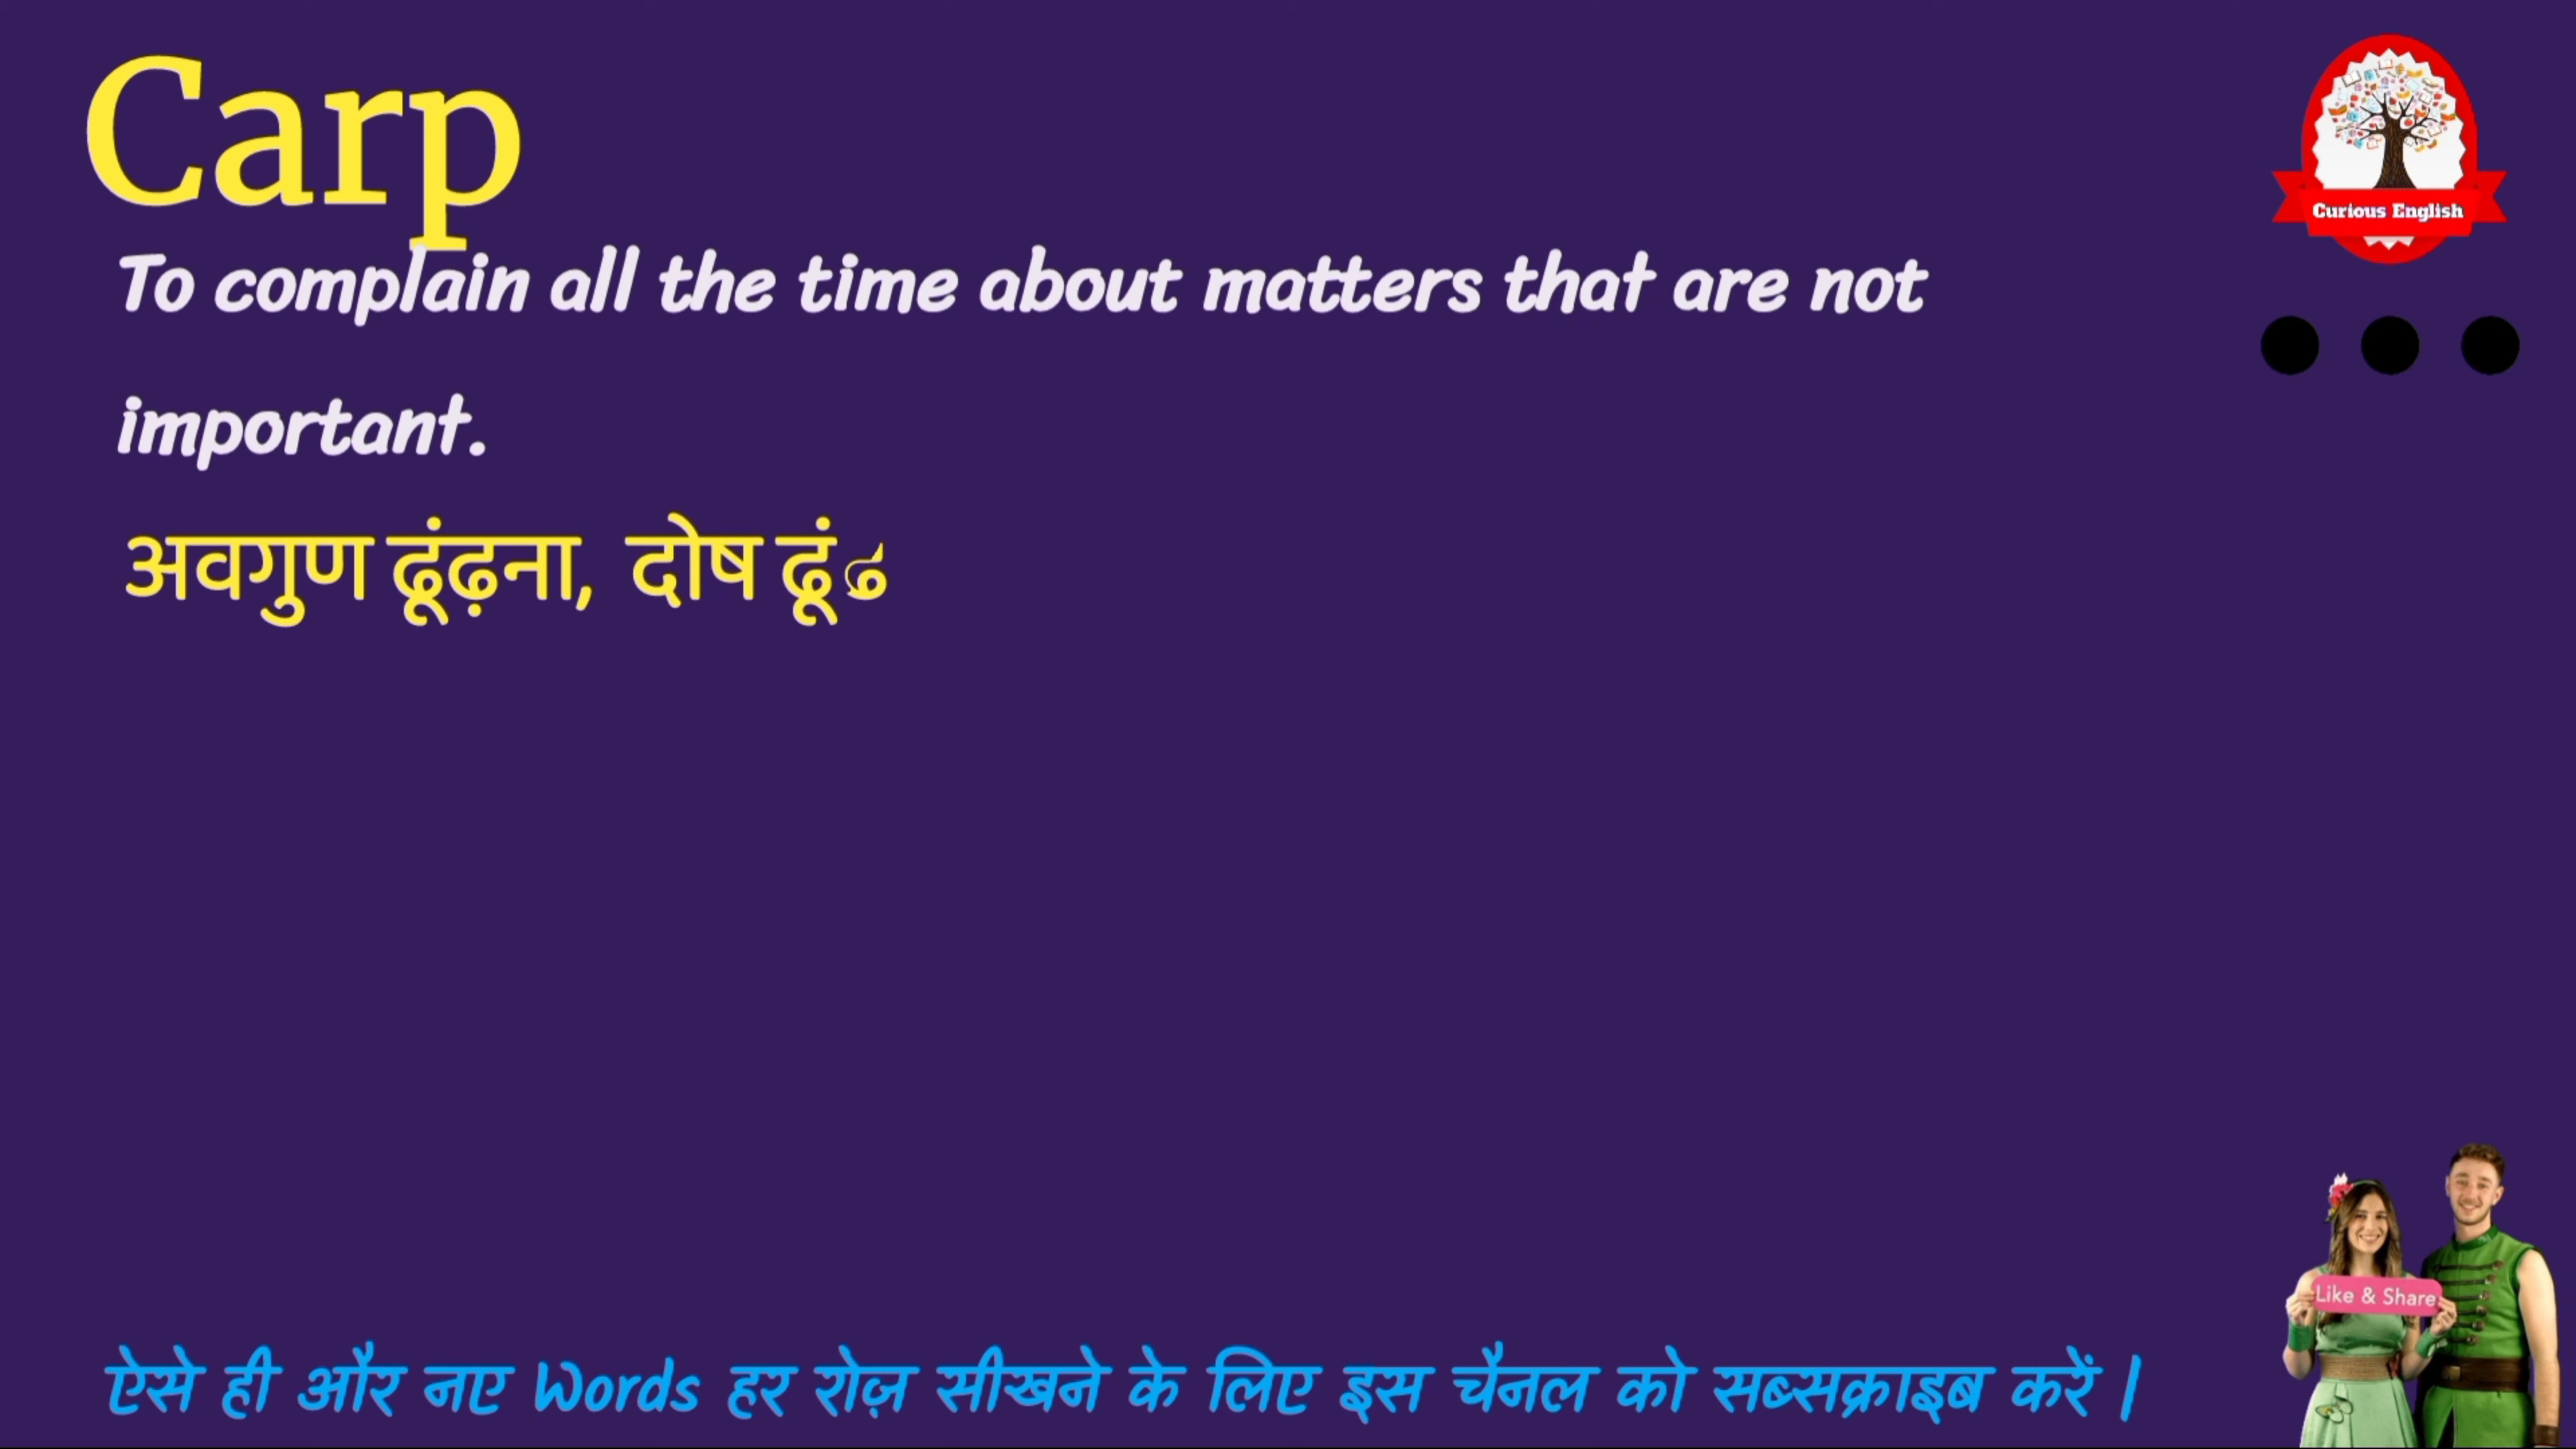 Carp
Curious English
To complain all the time about matters that are not
important.
अवगुण ढूंढ़ना, दोष
Like & Share
ऐसे ही और नए Words हर रोज़ सीखने के लिए इस चैनल को सब्सक्राइब करें |